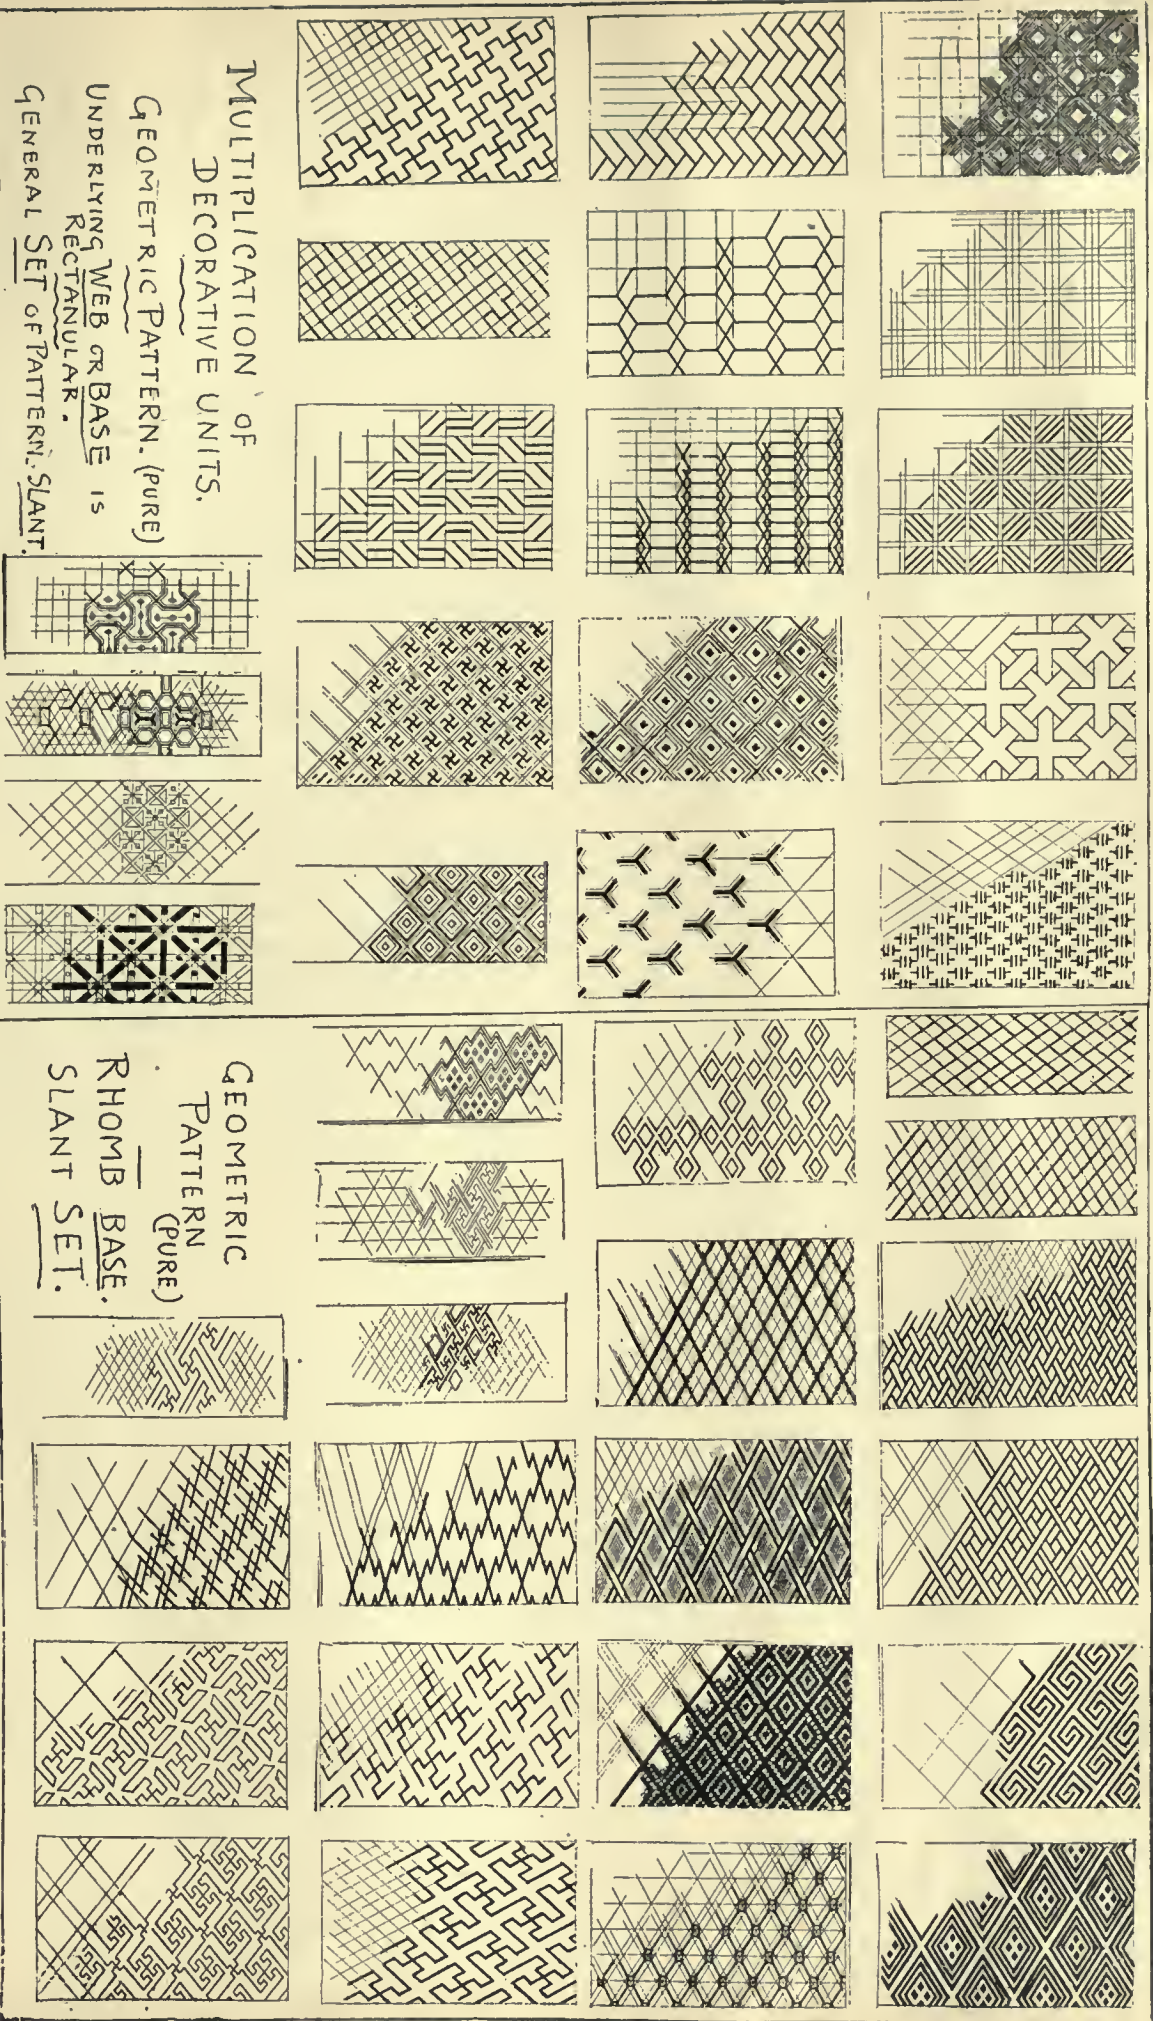 MULTIPLICATION OF
DECORATIVE UNITS.
GEOMETRIC PATTERN. (PURE)
UNDERLYING WEB OR BASE IS
RECTANULAR.
GENERAL SET OF PATTERN. SLANT.
GEOMETRIC
PATTERN
(PURE)
RHOMB BASE.
SLANT SET.